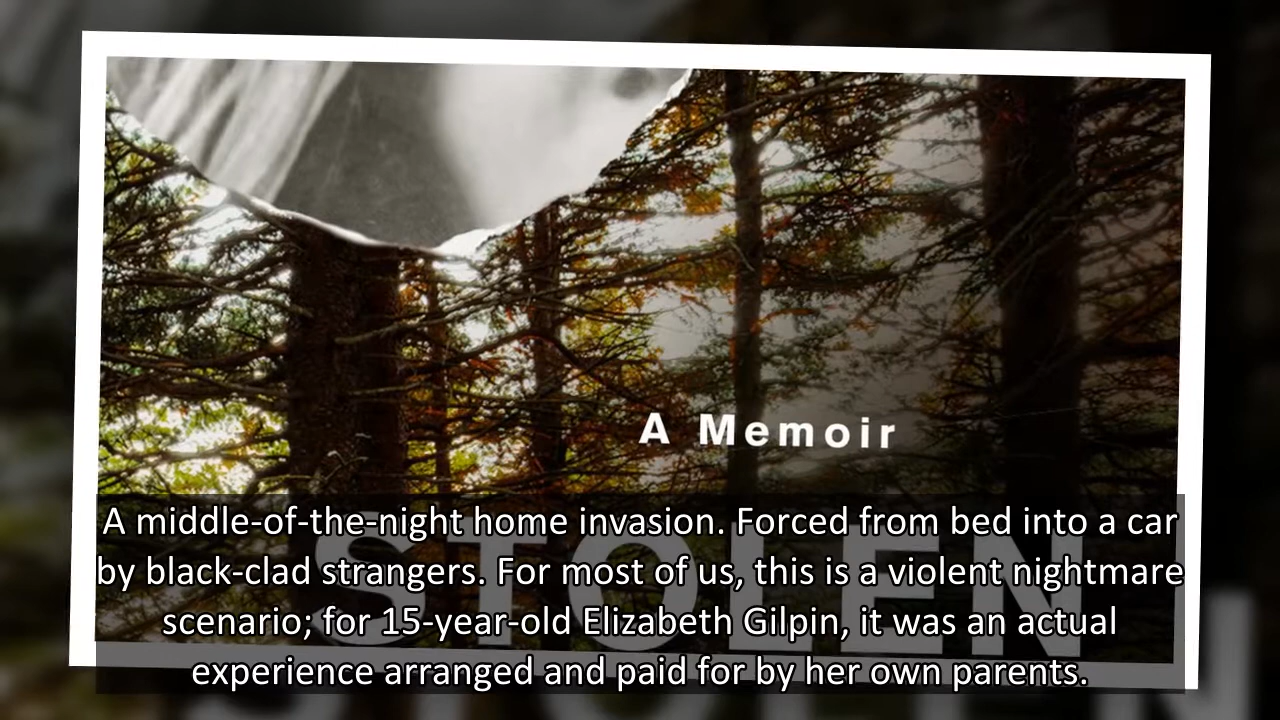 A Memoir
STOLEN
A middle-of-the-night home invasion. Forced from bed into a car
by black-clad strangers. For most of us, this is a violent nightmare
scenario; for 15-year-old Elizabeth Gilpin, it was an actual
experience arranged and paid for by her own parents.